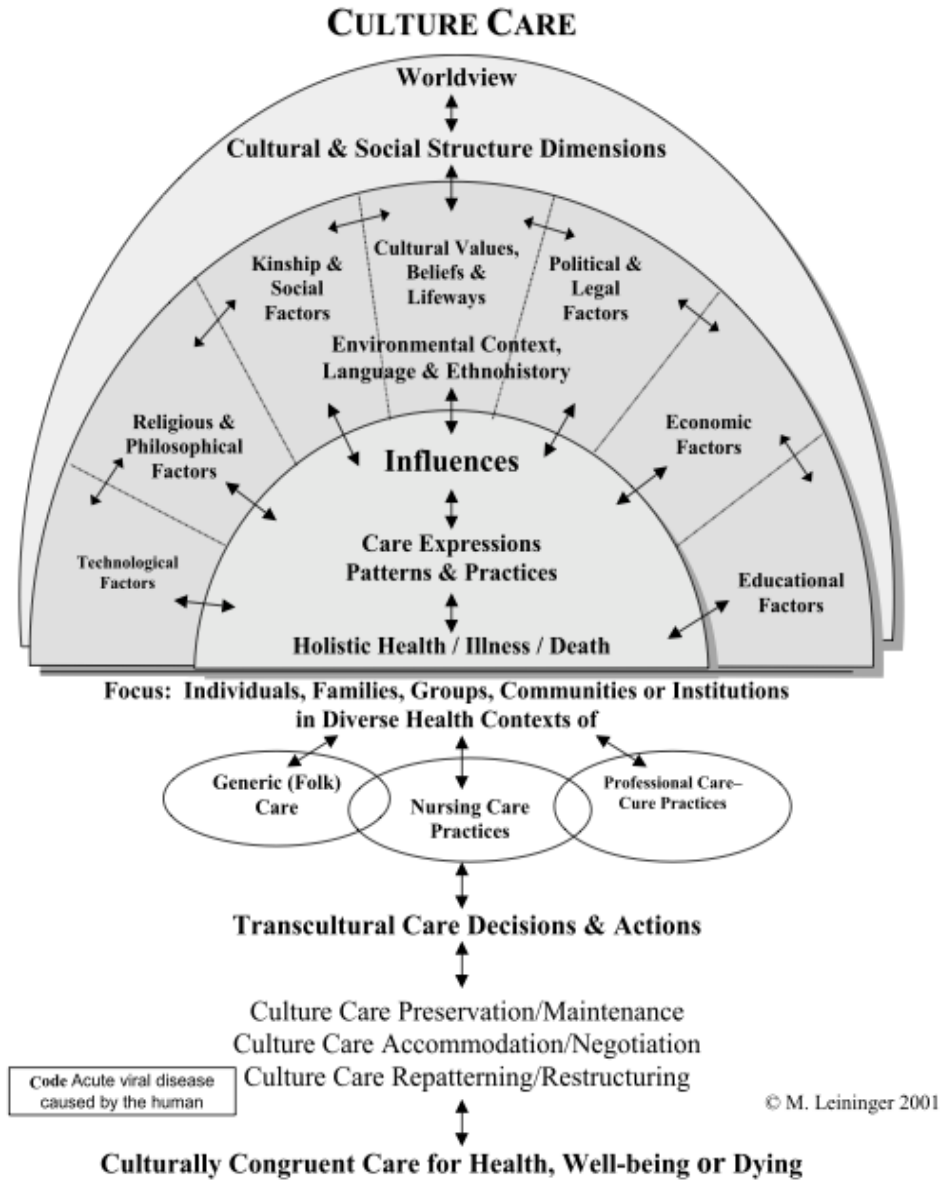 CULTURE CARE
Worldview
Cultural & Social Structure Dimensions
Kinship &
Social
Factors
Cultural Values,
Beliefs &
Lifeways
Political &
Legal
Factors
Environmental Context,
Language & Ethnohistory
Religious &
Philosophical
Factors
Economic
Factors
Technological
Factors
Educational
Factors
Influences
Care Expressions
Patterns & Practices
Holistic Health / Illness / Death
Focus: Individuals, Families, Groups, Communities or Institutions
in Diverse Health Contexts of
Generic (Folk)
Care
Nursing Care
Practices
Professional Care–
Cure Practices
Transcultural Care Decisions & Actions
Culture Care Preservation/Maintenance
Culture Care Accommodation/Negotiation
Culture Care Repatterning/Restructuring
Code Acute viral disease
caused by the human
© M. Leininger 2001
Culturally Congruent Care for Health, Well-being or Dying